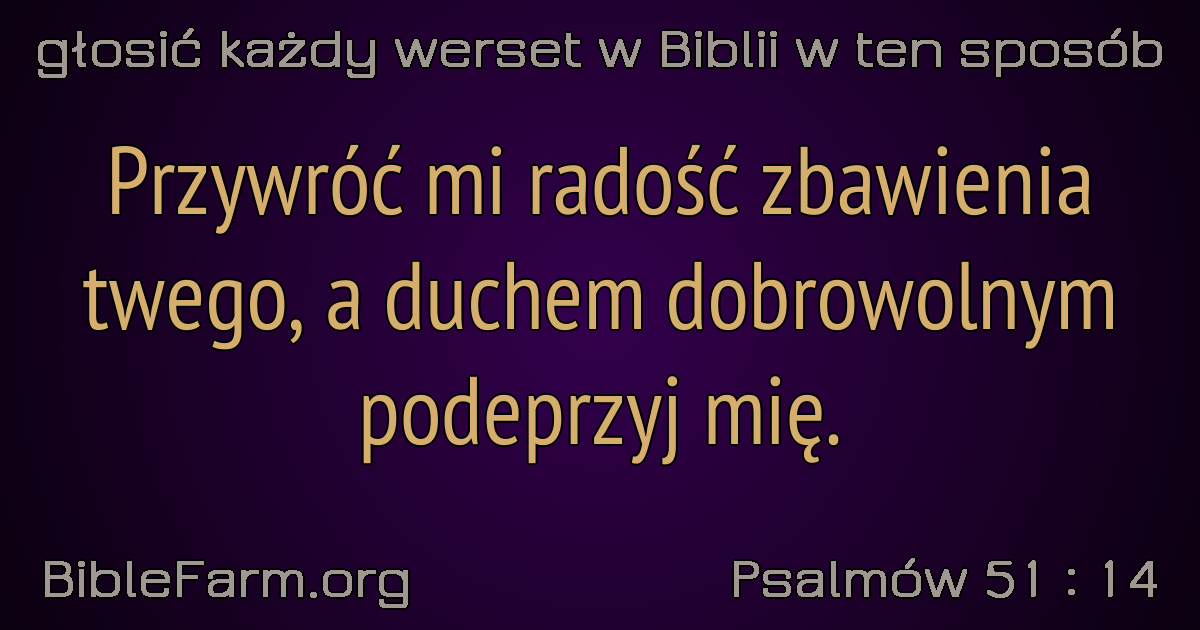 głosić każdy werset w Biblii w ten sposób
Przywróć mi radość zbawienia
twego, a duchem dobrowolnym
podeprzyj mię.
BibleFarm.org
Psalmów 51 : 14